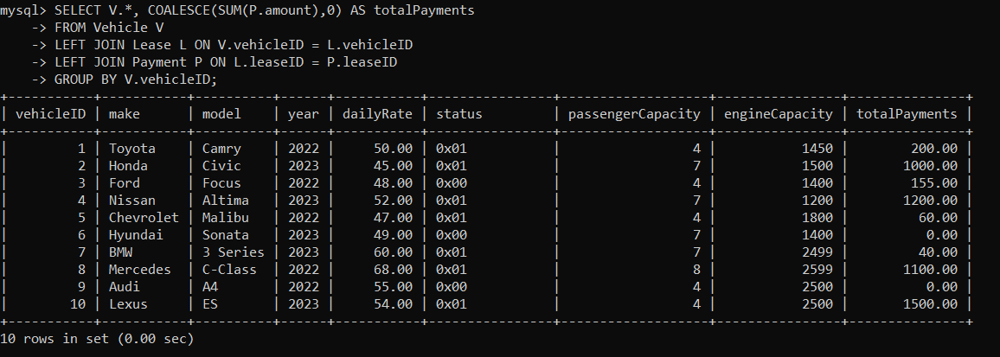 mysql> SELECT V.*, COALESCE(SUM(P.amount),0) AS totalPayments
    -> FROM Vehicle V
    -> LEFT JOIN Lease L ON V.vehicleID = L.vehicleID
    -> LEFT JOIN Payment P ON L.leaseID = P.leaseID
    -> GROUP BY V.vehicleID;
+-----------+-----------+----------+------+-----------+----------------+-------------------+----------------+---------------+
| vehicleID | make      | model    | year | dailyRate | status         | passengerCapacity | engineCapacity | totalPayments |
+-----------+-----------+----------+------+-----------+----------------+-------------------+----------------+---------------+
|         1 | Toyota    | Camry    | 2022 |     50.00 | 0x01           |                 4 |           1450 |        200.00 |
|         2 | Honda     | Civic    | 2023 |     45.00 | 0x01           |                 7 |           1500 |       1000.00 |
|         3 | Ford      | Focus    | 2022 |     48.00 | 0x00           |                 4 |           1400 |        155.00 |
|         4 | Nissan    | Altima   | 2023 |     52.00 | 0x01           |                 7 |           1200 |       1200.00 |
|         5 | Chevrolet | Malibu   | 2022 |     47.00 | 0x01           |                 4 |           1800 |         60.00 |
|         6 | Hyundai   | Sonata   | 2023 |     49.00 | 0x00           |                 7 |           1400 |          0.00 |
|         7 | BMW       | 3 Series | 2023 |     60.00 | 0x01           |                 7 |           2499 |         40.00 |
|         8 | Mercedes  | C-Class  | 2022 |     68.00 | 0x01           |                 8 |           2599 |       1100.00 |
|         9 | Audi      | A4       | 2022 |     55.00 | 0x00           |                 4 |           2500 |          0.00 |
|        10 | Lexus     | ES       | 2023 |     54.00 | 0x01           |                 4 |           2500 |       1500.00 |
+-----------+-----------+----------+------+-----------+----------------+-------------------+----------------+---------------+
10 rows in set (0.00 sec)